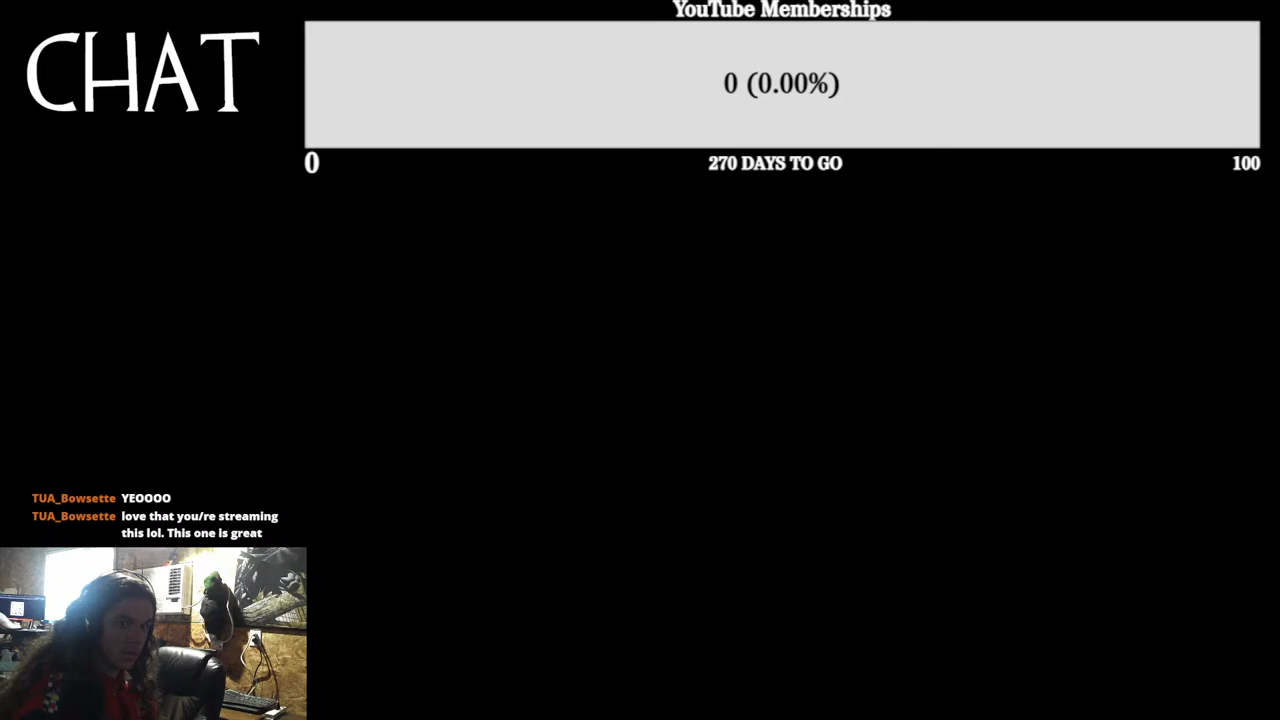 CHAT
YouTube Memberships
0 (0.00%)
0
270 DAYS TO GO
100
TUA_Bowsette YEOOOO
TUA_Bowsette love that you/re streaming
this lol. This one is great